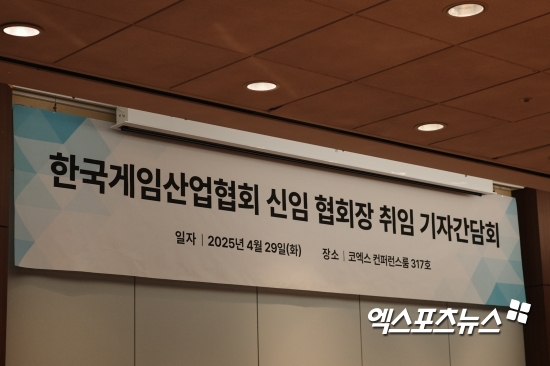 한국게임산업협회 신임 협회장 취임 기자간담회
일자 | 2025년 4월 29일(화) 장소 | 코엑스 컨퍼런스룸 317호
엑스포츠뉴스